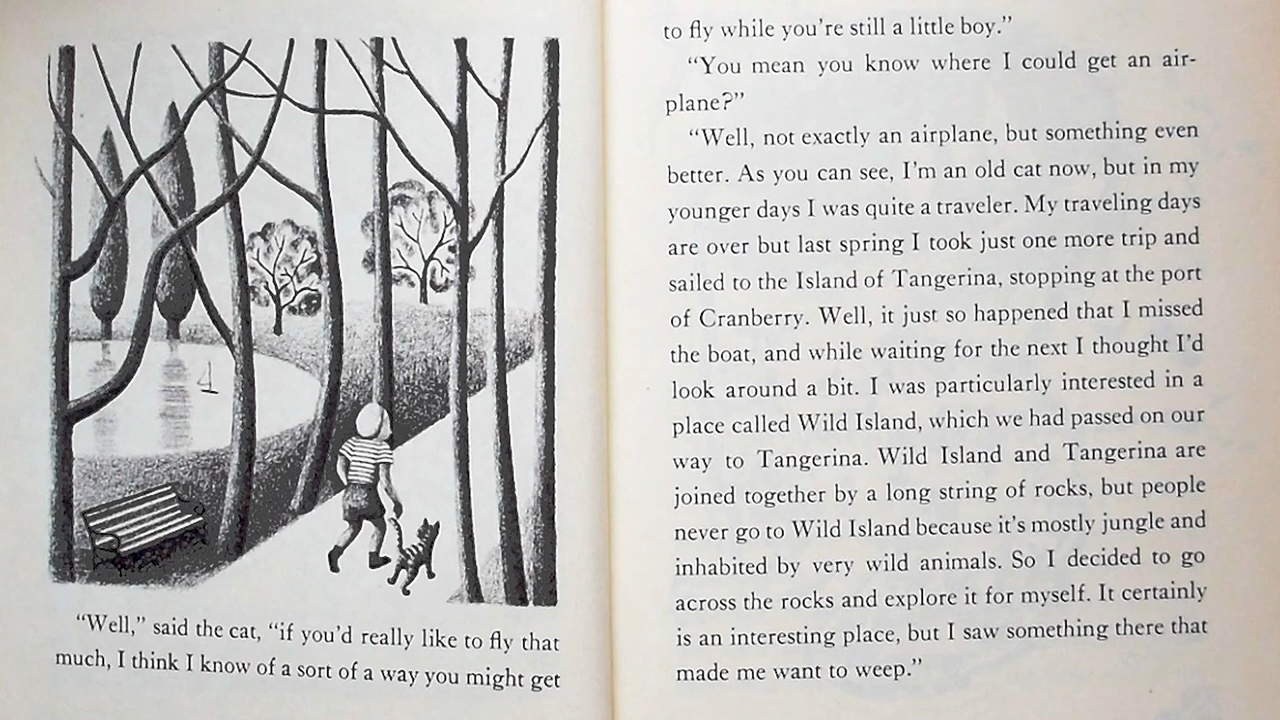 “Well,” said the cat, “if you’d really like to fly that
much, I think I know of a sort of a way you might get
to fly while you’re still a little boy.”
“You mean you know where I could get an air-
plane?”
“Well, not exactly an airplane, but something even
better. As you can see, I’m an old cat now, but in my
younger days I was quite a traveler. My traveling days
are over but last spring I took just one more trip and
sailed to the Island of Tangerina, stopping at the port
of Cranberry. Well, it just so happened that I missed
the boat, and while waiting for the next I thought I’d
look around a bit. I was particularly interested in a
place called Wild Island, which we had passed on our
way to Tangerina. Wild Island and Tangerina are
joined together by a long string of rocks, but people
never go to Wild Island because it’s mostly jungle and
inhabited by very wild animals. So I decided to go
across the rocks and explore it for myself. It certainly
is an interesting place, but I saw something there that
made me want to weep.”